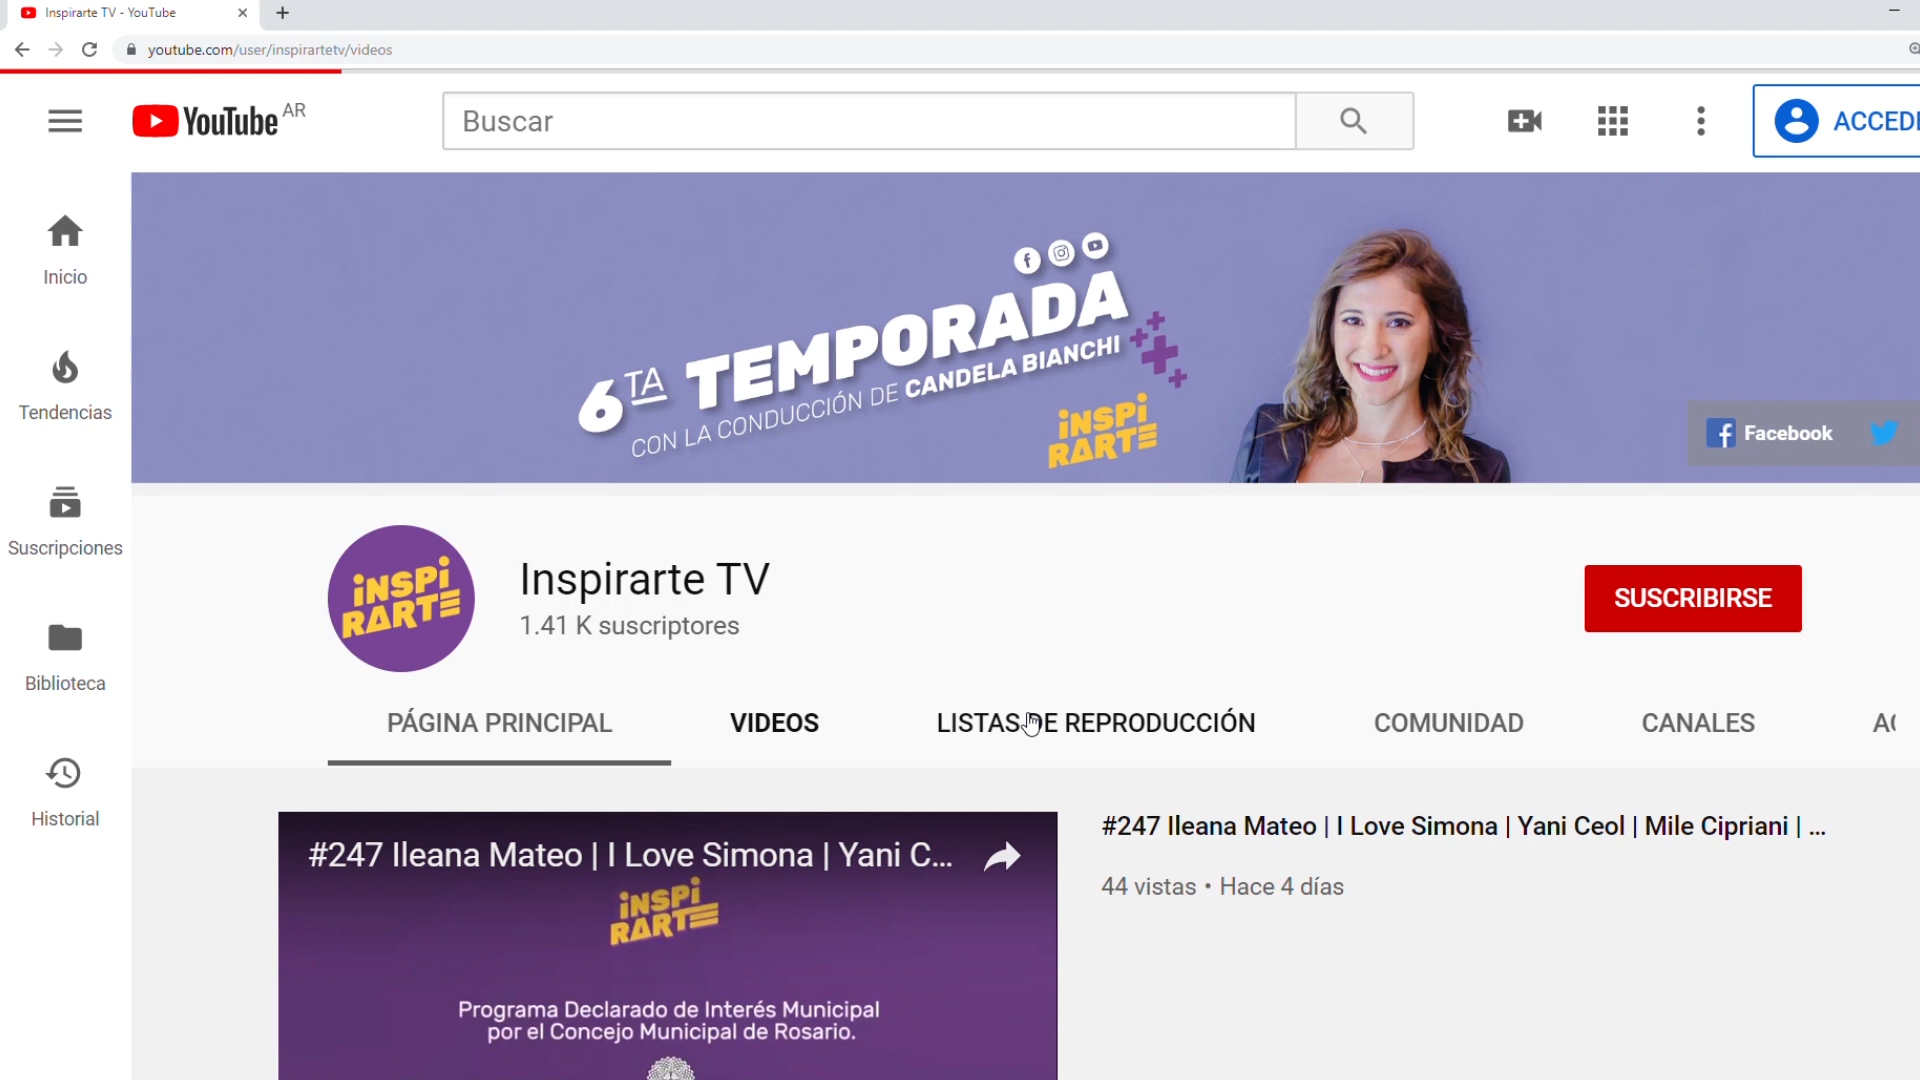 Inspirarte TV - YouTube
youtube.com/user/inspirartetv/videos
YouTube AR
Buscar
ACCEDE
Inicio
Tendencias
Suscripciones
Biblioteca
Historial
6TA TEMPORADA
CON LA CONDUCCIÓN DE CANDELA BIANCHI
iNSPi
RARTE
Facebook
iNSPi
RARTE
Inspirarte TV
1.41 K suscriptores
SUSCRIBIRSE
PÁGINA PRINCIPAL
VIDEOS
LISTAS DE REPRODUCCIÓN
COMUNIDAD
CANALES
#247 Ileana Mateo | I Love Simona | Yani C...
iNSPi
RARTE
Programa Declarado de Interés Municipal
por el Concejo Municipal de Rosario.
#247 Ileana Mateo | I Love Simona | Yani Ceol | Mile Cipriani | ...
44 vistas • Hace 4 días